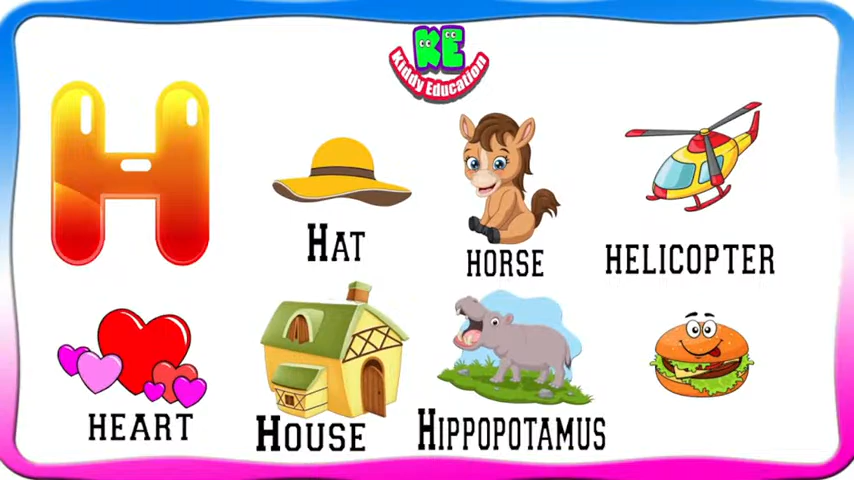 KE
Kiddy Education
H
HAT
HORSE
HELICOPTER
HEART
HOUSE
HIPPOPOTAMUS